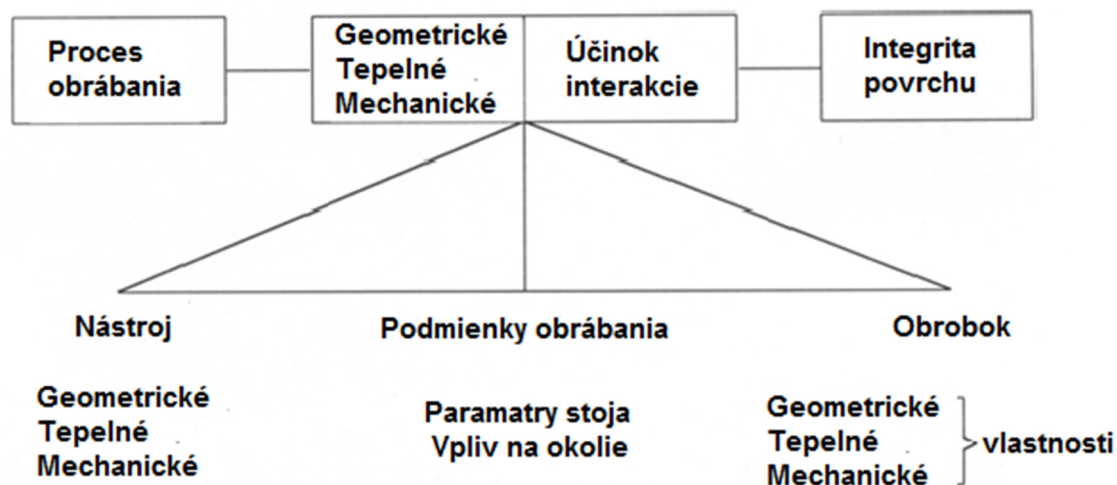 Proces
obrábania
Geometrické
Tepelné
Mechanické
Účinok
interakcie
Integrita
povrchu
Nástroj
Podmienky obrábania
Obrobok
Geometrické
Tepelné
Mechanické
Paramatry stoja
Vpliv na okolie
Geometrické
Tepelné
Mechanické
vlastnosti